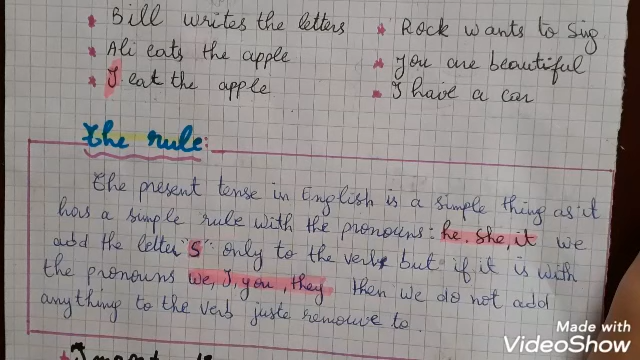 * Bill writes the letters
* Ali eats the apple
* I eat the apple
* Rock wants to sing
* you are beautiful
* I have a car
The rule:
The present tense in English is a simple thing as it
has a simple rule with the pronouns: he, she, it we
add the letter "S" only to the verb but if it is with
the pronouns we, I, you, they then we do not add
anything to the verb juste remouve to.
Made with
VideoShow